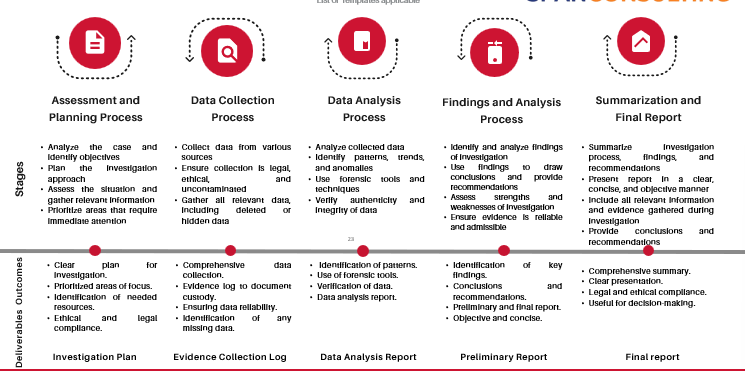 List of Templates applicable
SPANCONSULTING
Assessment and
Planning Process
• Analyze the case and
identify objectives
• Plan the investigation
approach
• Assess the situation and
gather relevant information
• Prioritize areas that require
immediate attention
Data Collection
Process
• Collect data from various
sources
• Ensure collection is legal,
ethical, and
uncontaminated
• Gather all relevant data,
including deleted or
hidden data
Data Analysis
Process
• Analyze collected data
• Identify patterns, trends,
and anomalies
• Use forensic tools and
techniques
• Verify authenticity and
integrity of data
Findings and Analysis
Process
• Identify and analyze findings
of investigation
• Use findings to draw
conclusions and provide
recommendations
• Assess strengths and
weaknesses of investigation
• Ensure evidence is reliable
and admissible
Summarization and
Final Report
• Summarize investigation
process, findings, and
recommendations
• Present report in a clear,
concise, and objective manner
• Include all relevant information
and evidence gathered during
investigation
• Provide conclusions and
recommendations
Stages
23
Deliverables Outcomes
• Clear plan for
investigation.
• Prioritized areas of focus.
• Identification of needed
resources.
• Ethical and legal
compliance.
Investigation Plan
• Comprehensive data
collection.
• Evidence log to document
custody.
• Ensuring data reliability.
• Identification of any
missing data.
Evidence Collection Log
• Identification of patterns.
• Use of forensic tools.
• Verification of data.
• Data analysis report.
Data Analysis Report
• Identification of key
findings.
• Conclusions and
recommendations.
• Preliminary and final report.
• Objective and concise.
Preliminary Report
• Comprehensive summary.
• Clear presentation.
• Legal and ethical compliance.
• Useful for decision-making.
Final report